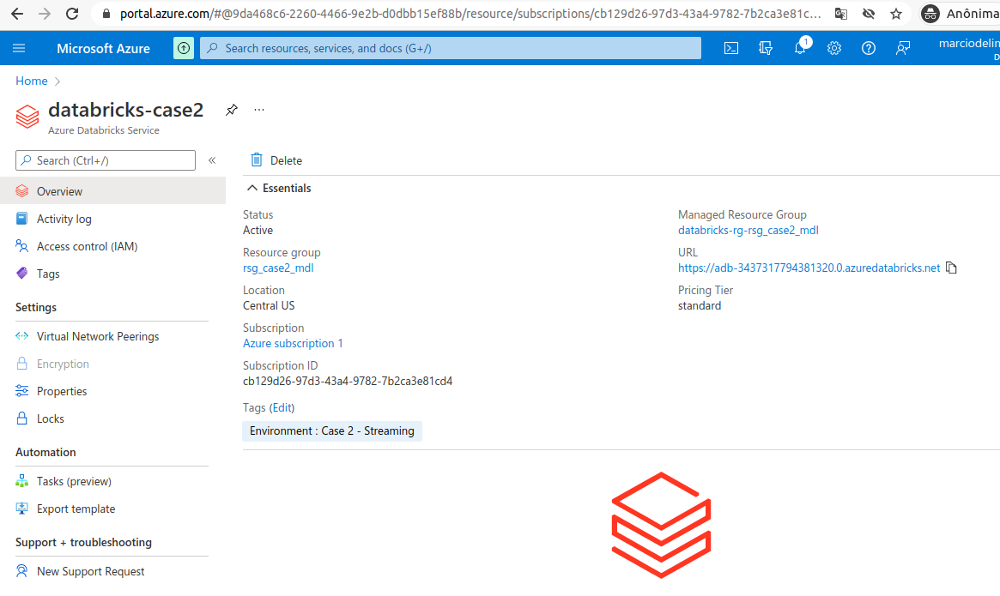 portal.azure.com/#@9da468c6-2260-4466-9e2b-d0dbb15ef88b/resource/subscriptions/cb129d26-97d3-43a4-9782-7b2ca3e81c…
Anônima
Microsoft Azure
Search resources, services, and docs (G+/)
1
marciodelim
D
Home
databricks-case2
Azure Databricks Service
Search (Ctrl+/)
Overview
Activity log
Access control (IAM)
Tags
Settings
Virtual Network Peerings
Encryption
Properties
Locks
Automation
Tasks (preview)
Export template
Support + troubleshooting
New Support Request
Delete
Essentials
Status
Active
Resource group
rsg_case2_mdl
Location
Central US
Subscription
Azure subscription 1
Subscription ID
cb129d26-97d3-43a4-9782-7b2ca3e81cd4
Tags (Edit)
Environment : Case 2 - Streaming
Managed Resource Group
databricks-rg-rsg_case2_mdl
URL
https://adb-3437317794381320.0.azuredatabricks.net
Pricing Tier
standard